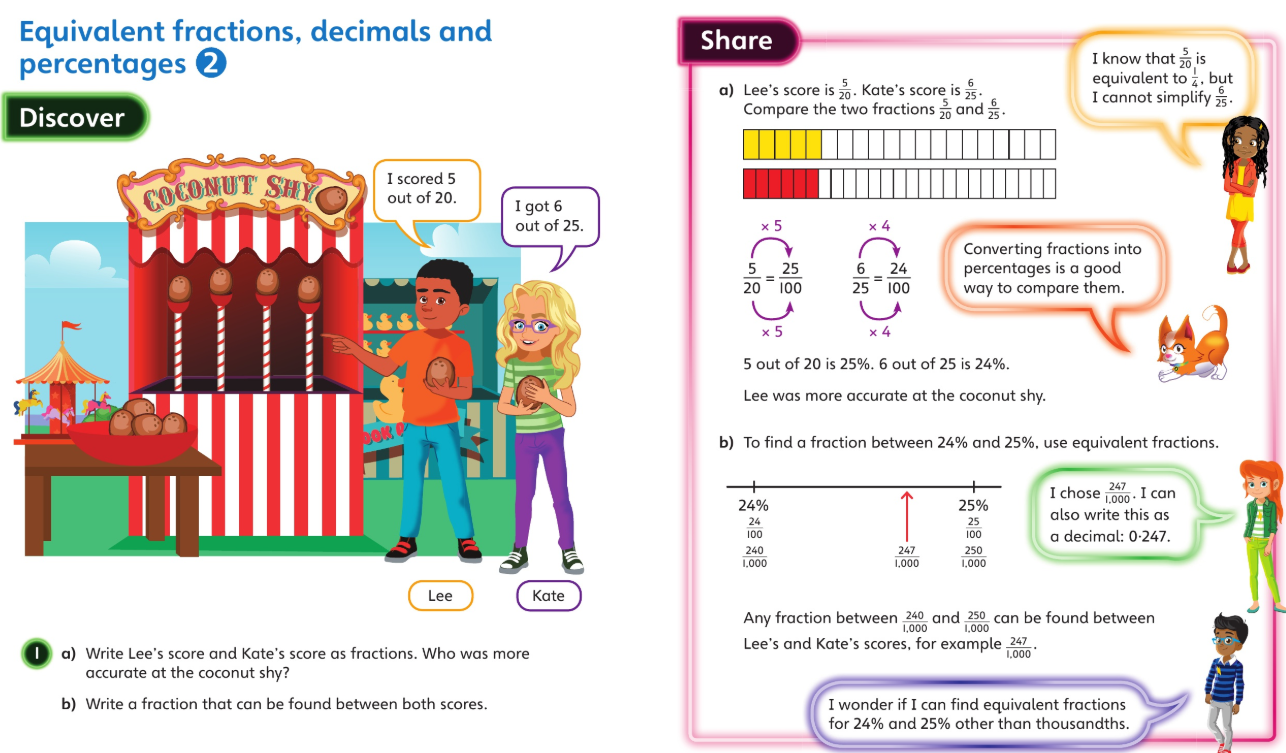 Equivalent fractions, decimals and
percentages 2
Discover
COCONUT SHY
I scored 5
out of 20.
I got 6
out of 25.
Lee
Kate
1 a) Write Lee's score and Kate's score as fractions. Who was more
accurate at the coconut shy?
b) Write a fraction that can be found between both scores.
Share
I know that 5/20 is
equivalent to 1/4, but
I cannot simplify 6/25.
a) Lee's score is 5/20. Kate's score is 6/25.
Compare the two fractions 5/20 and 6/25.
× 5
× 4
5/20 = 25/100
6/25 = 24/100
× 5
× 4
Converting fractions into
percentages is a good
way to compare them.
5 out of 20 is 25%. 6 out of 25 is 24%.
Lee was more accurate at the coconut shy.
b) To find a fraction between 24% and 25%, use equivalent fractions.
24%
25%
24/100
25/100
240/1,000
247/1,000
250/1,000
I chose 247/1,000. I can
also write this as
a decimal: 0·247.
Any fraction between 240/1,000 and 250/1,000 can be found between
Lee's and Kate's scores, for example 247/1,000.
I wonder if I can find equivalent fractions
for 24% and 25% other than thousandths.